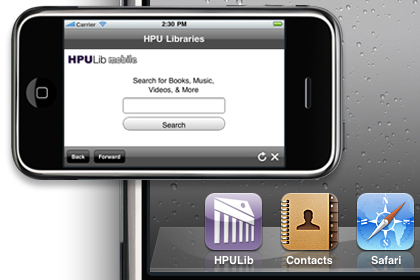 Carrier 2:30 PM
HPU Libraries
HPULib mobile
Search for Books, Music,
Videos, & More
Search
Back Forward
HPULib Contacts Safari